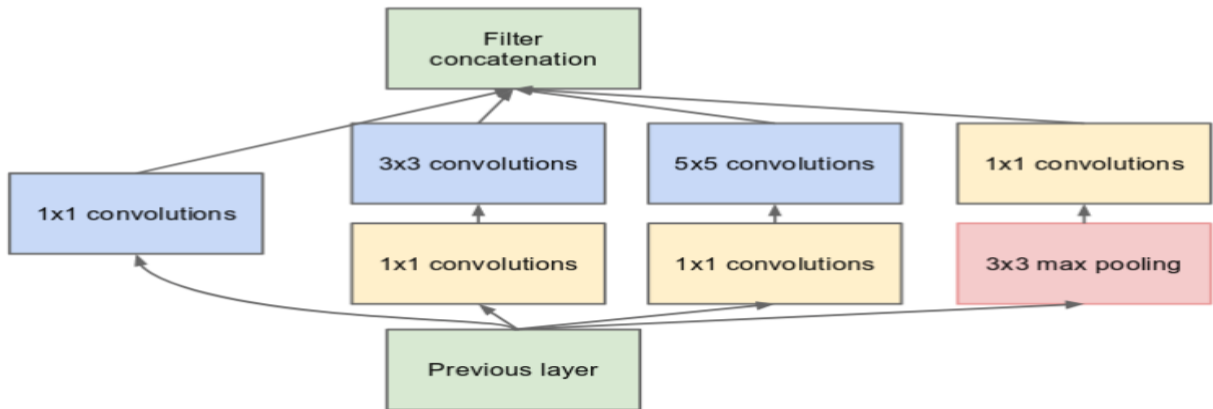 Filter
concatenation
3x3 convolutions
5x5 convolutions
1x1 convolutions
1x1 convolutions
1x1 convolutions
1x1 convolutions
3x3 max pooling
Previous layer